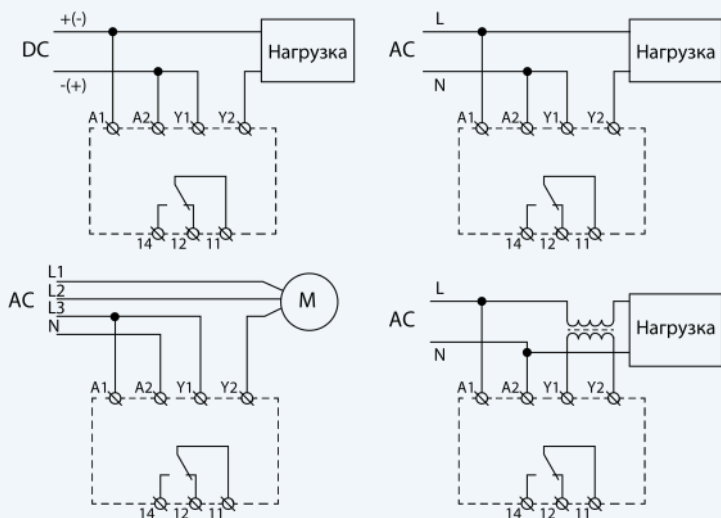 +(-)
DC
Нагрузка
-(+)
A1 A2 Y1 Y2
14 12 11
L
AC
Нагрузка
N
A1 A2 Y1 Y2
14 12 11
L1
L2
AC
L3
M
N
A1 A2 Y1 Y2
14 12 11
L
AC
Нагрузка
N
A1 A2 Y1 Y2
14 12 11